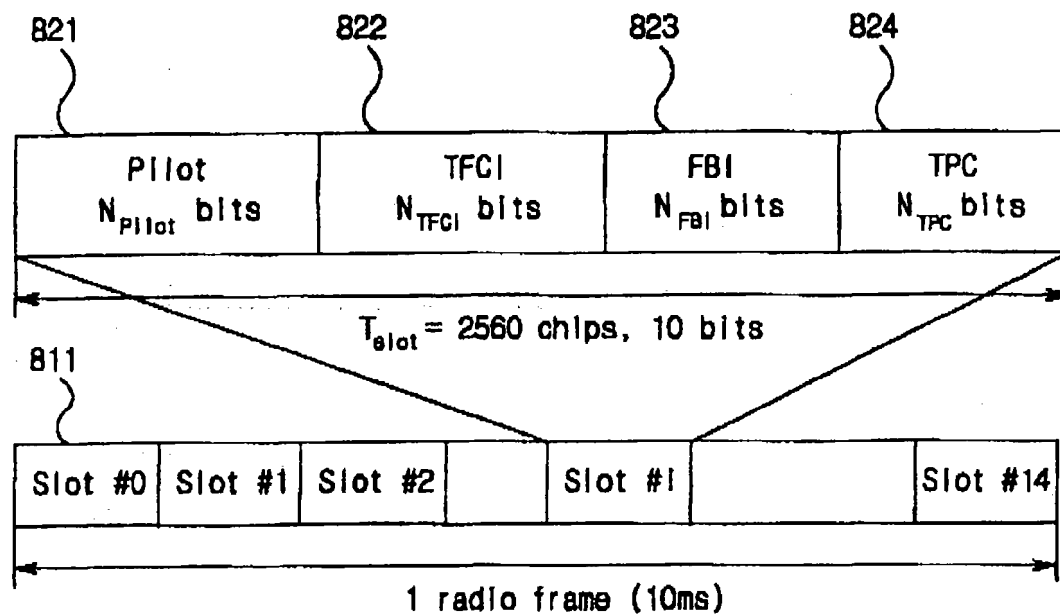 821 822 823 824
Pilot TFCI FBI TPC
N_Pilot bits N_TFCI bits N_FBI bits N_TPC bits
T_slot = 2560 chips, 10 bits
811
Slot #0 Slot #1 Slot #2 Slot #i Slot #14
1 radio frame (10ms)